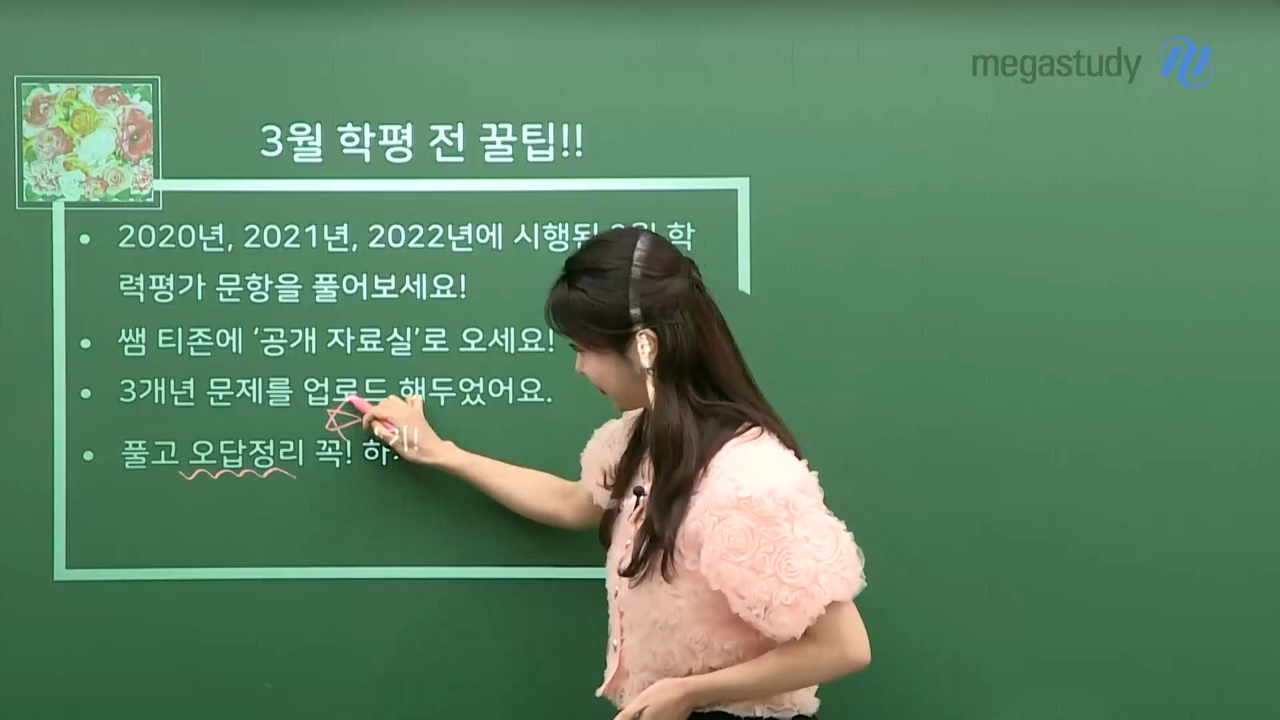 megastudy
3월 학평 전 꿀팁!!
• 2020년, 2021년, 2022년에 시행된 학
력평가 문항을 풀어보세요!
• 쌤 티존에 ‘공개 자료실’로 오세요!
• 3개년 문제를 업로드 해두었어요.
• 풀고 오답정리 꼭! 하기!